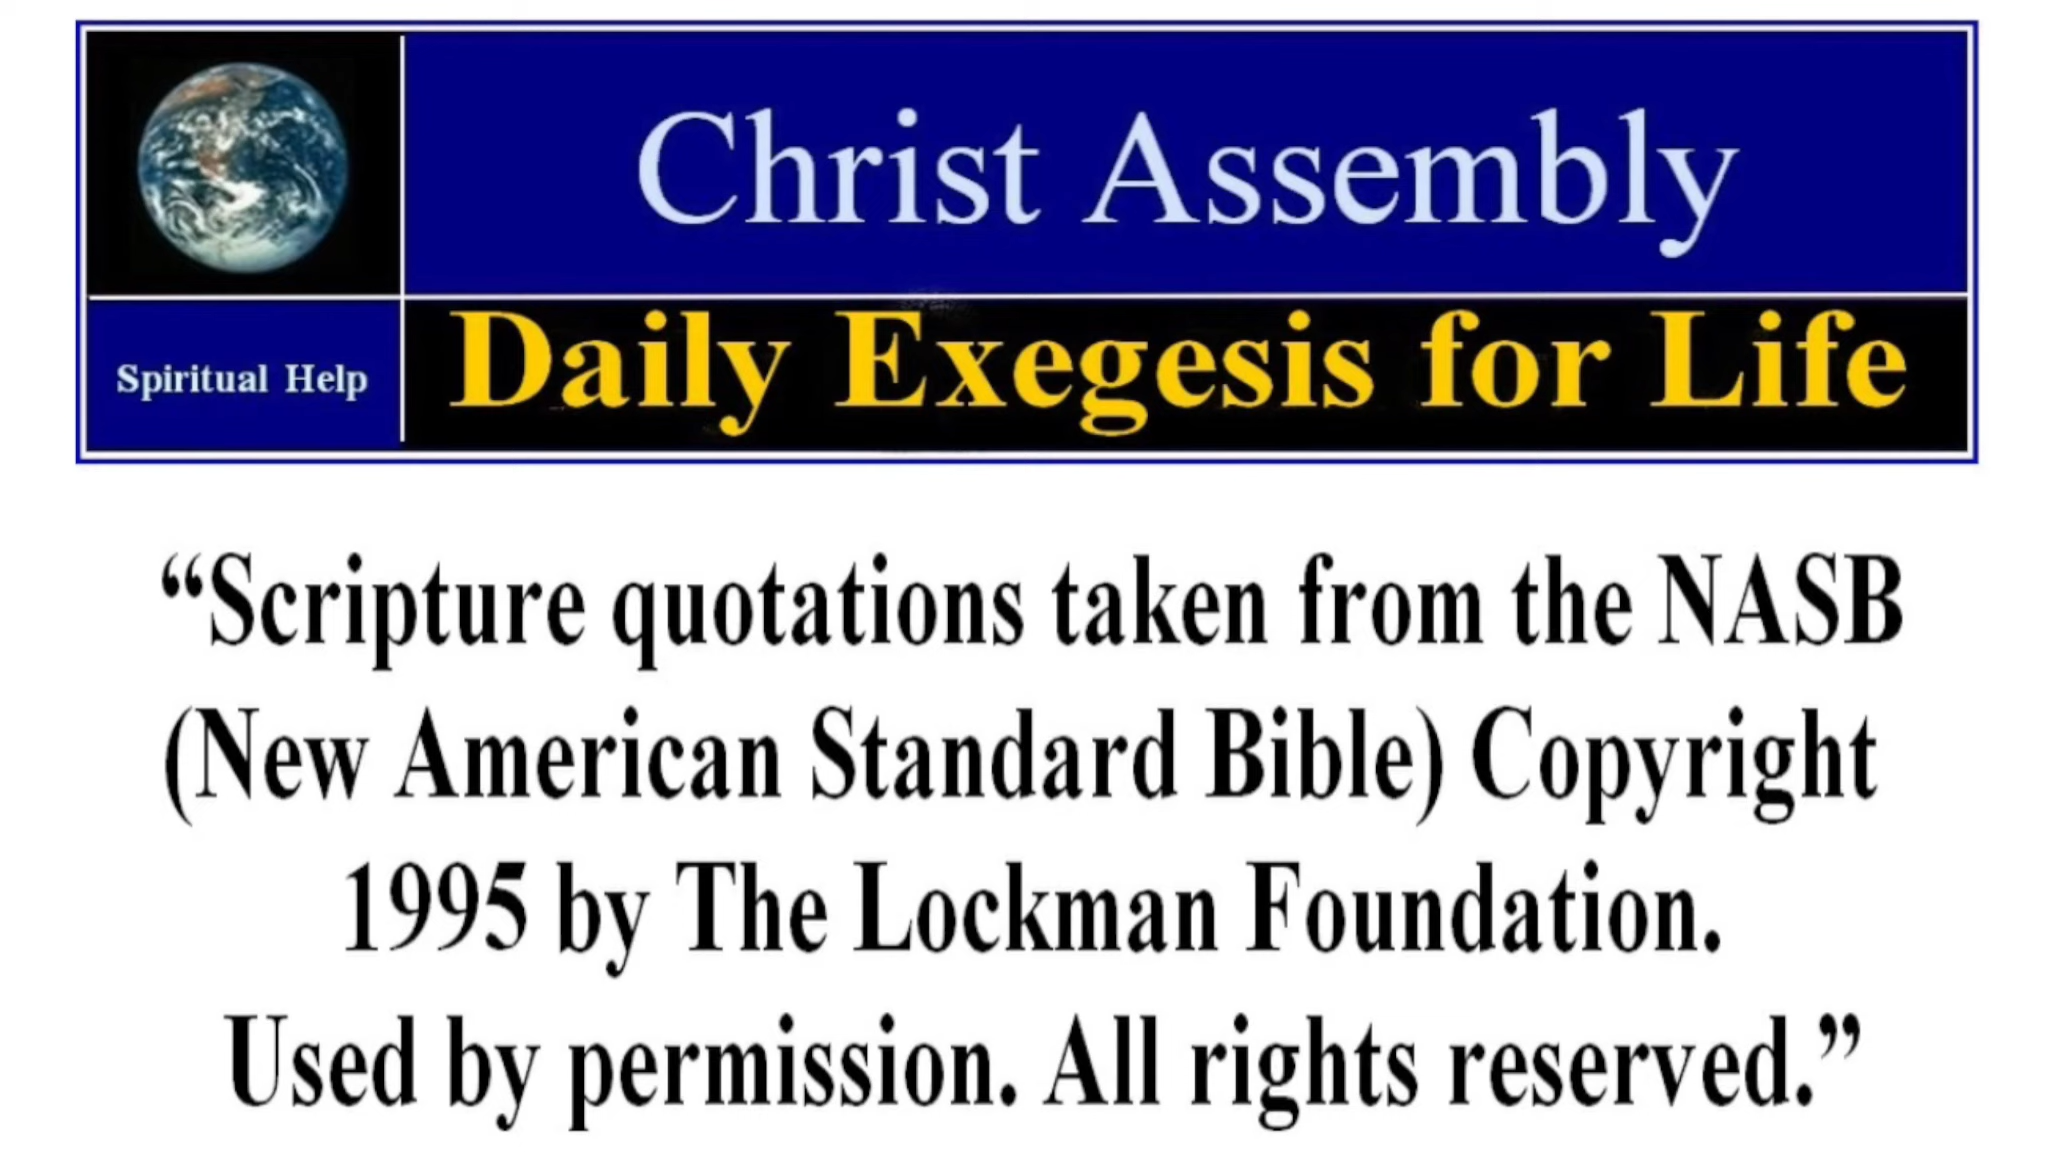 Christ Assembly
Spiritual Help
Daily Exegesis for Life
“Scripture quotations taken from the NASB
(New American Standard Bible) Copyright
1995 by The Lockman Foundation.
Used by permission. All rights reserved.”